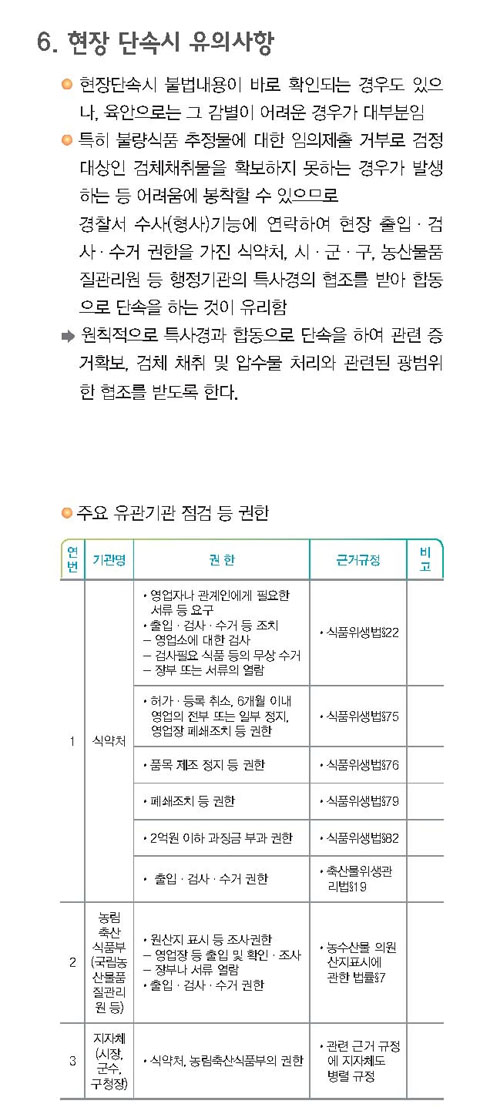 6. 현장 단속시 유의사항
현장단속시 불법내용이 바로 확인되는 경우도 있으
나, 육안으로는 그 감별이 어려운 경우가 대부분임
특히 불량식품 추정물에 대한 임의제출 거부로 검정
대상인 검체채취물을 확보하지 못하는 경우가 발생
하는 등 어려움에 봉착할 수 있으므로
경찰서 수사(형사)기능에 연락하여 현장 출입·검
사·수거 권한을 가진 식약처, 시·군·구, 농산물품
질관리원 등 행정기관의 특사경의 협조를 받아 합동
으로 단속을 하는 것이 유리함
➡ 원칙적으로 특사경과 합동으로 단속을 하여 관련 증
거확보, 검체 채취 및 압수물 처리와 관련된 광범위
한 협조를 받도록 한다.
주요 유관기관 점검 등 권한
연번 기관명 권 한 근거규정 비고
1 식약처
• 영업자나 관계인에게 필요한
서류 등 요구
• 출입·검사·수거 등 조치
– 영업소에 대한 검사
– 검사필요 식품 등의 무상 수거
– 장부 또는 서류의 열람
• 식품위생법§22
• 허가·등록 취소, 6개월 이내
영업의 전부 또는 일부 정지,
영업장 폐쇄조치 등 권한
• 식품위생법§75
• 품목 제조 정지 등 권한
• 식품위생법§76
• 폐쇄조치 등 권한
• 식품위생법§79
• 2억원 이하 과징금 부과 권한
• 식품위생법§82
• 출입·검사·수거 권한
• 축산물위생관
리법§19
2
농림
축산
식품부
(국립농
산물품
질관리
원 등)
• 원산지 표시 등 조사권한
– 영업장 등 출입 및 확인·조사
– 장부나 서류 열람
• 출입·검사·수거 권한
• 농수산물 의원
산지표시에
관한 법률§7
3
지자체
(시장,
군수,
구청장)
• 식약처, 농림축산식품부의 권한
• 관련 근거 규정
에 지자체도
병렬 규정